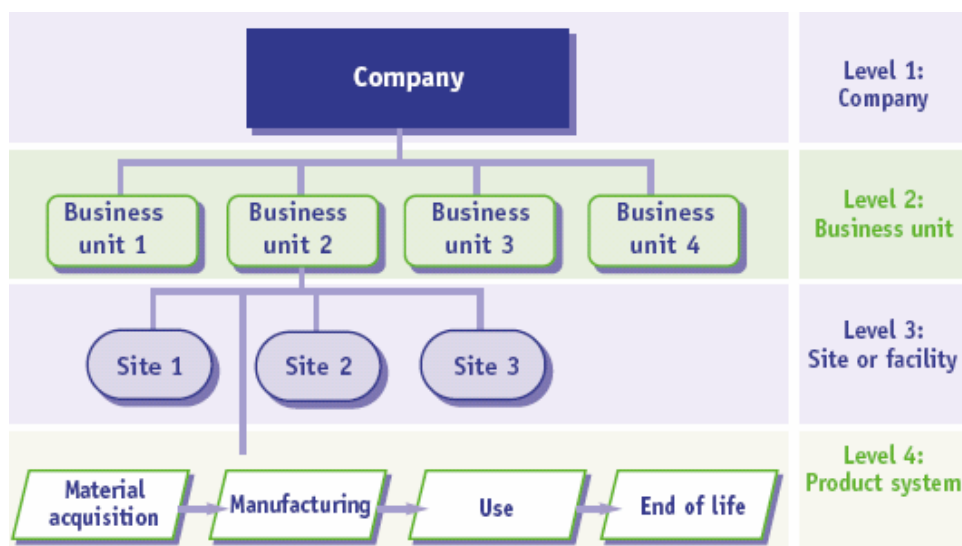 Company
Level 1:
Company
Business
unit 1
Business
unit 2
Business
unit 3
Business
unit 4
Level 2:
Business unit
Site 1
Site 2
Site 3
Level 3:
Site or facility
Material
acquisition
Manufacturing
Use
End of life
Level 4:
Product system